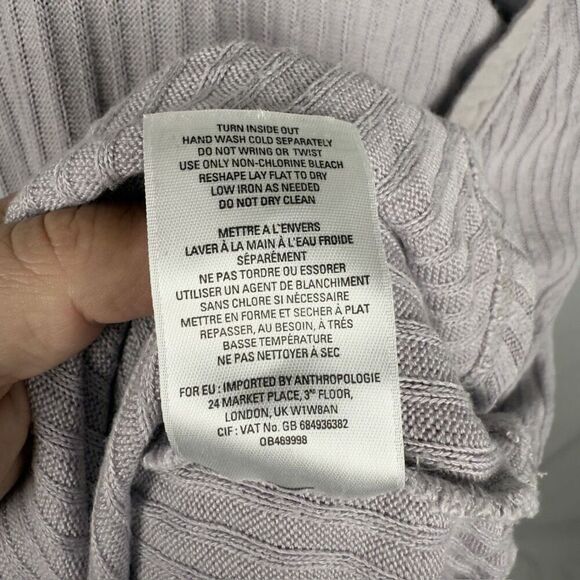 TURN INSIDE OUT
HAND WASH COLD SEPARATELY
DO NOT WRING OR TWIST
USE ONLY NON-CHLORINE BLEACH
RESHAPE LAY FLAT TO DRY
LOW IRON AS NEEDED
DO NOT DRY CLEAN
METTRE A L'ENVERS
LAVER À LA MAIN À L'EAU FROIDE
SÉPARÉMENT
NE PAS TORDRE OU ESSORER
UTILISER UN AGENT DE BLANCHIMENT
SANS CHLORE SI NÉCESSAIRE
METTRE EN FORME ET SECHER À PLAT
REPASSER, AU BESOIN, À TRÉS
BASSE TEMPÉRATURE
NE PAS NETTOYER À SEC
FOR EU : IMPORTED BY ANTHROPOLOGIE
24 MARKET PLACE, 3RD FLOOR,
LONDON, UK W1W8AN
CIF : VAT No. GB 684936382
OB489998